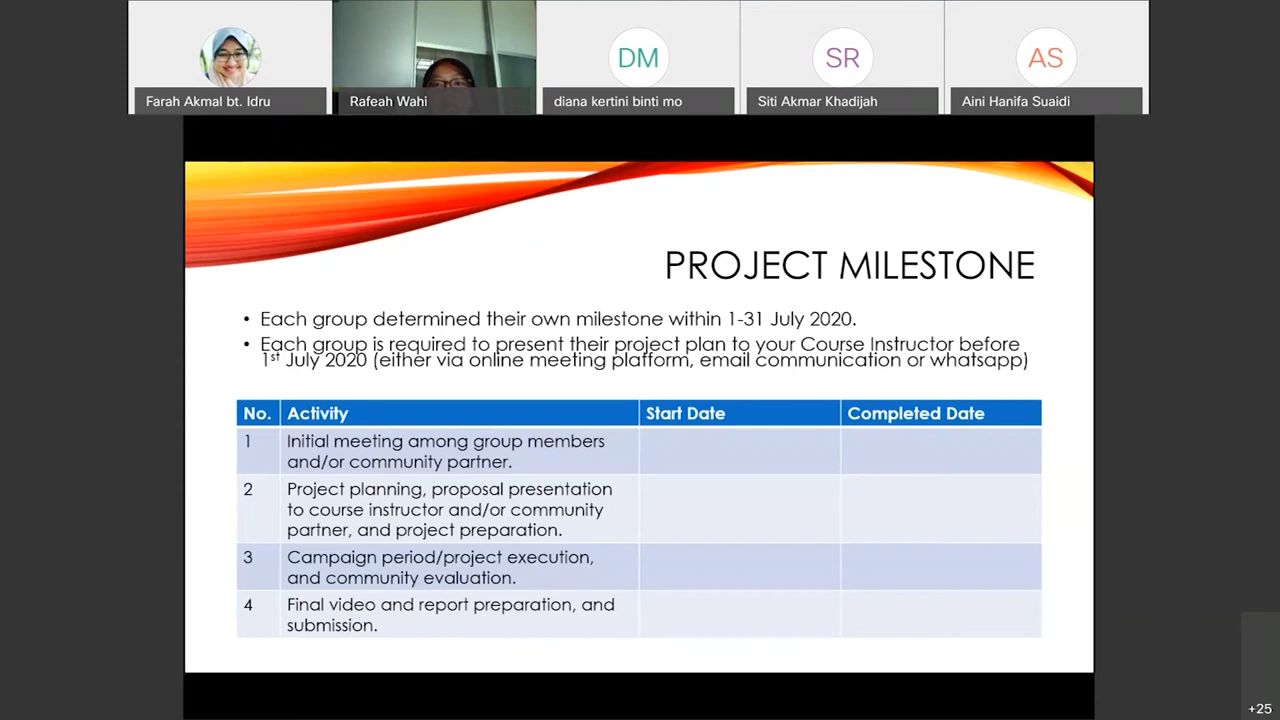 DM
SR
AS
Farah Akmal bt. Idru
Rafeah Wahi
diana kertini binti mo
Siti Akmar Khadijah
Aini Hanifa Suaidi
PROJECT MILESTONE
• Each group determined their own milestone within 1-31 July 2020.
• Each group is required to present their project plan to your Course Instructor before
1st July 2020 (either via online meeting platform, email communication or whatsapp)
No. Activity Start Date Completed Date
1 Initial meeting among group members
and/or community partner.
2 Project planning, proposal presentation
to course instructor and/or community
partner, and project preparation.
3 Campaign period/project execution,
and community evaluation.
4 Final video and report preparation, and
submission.
+25